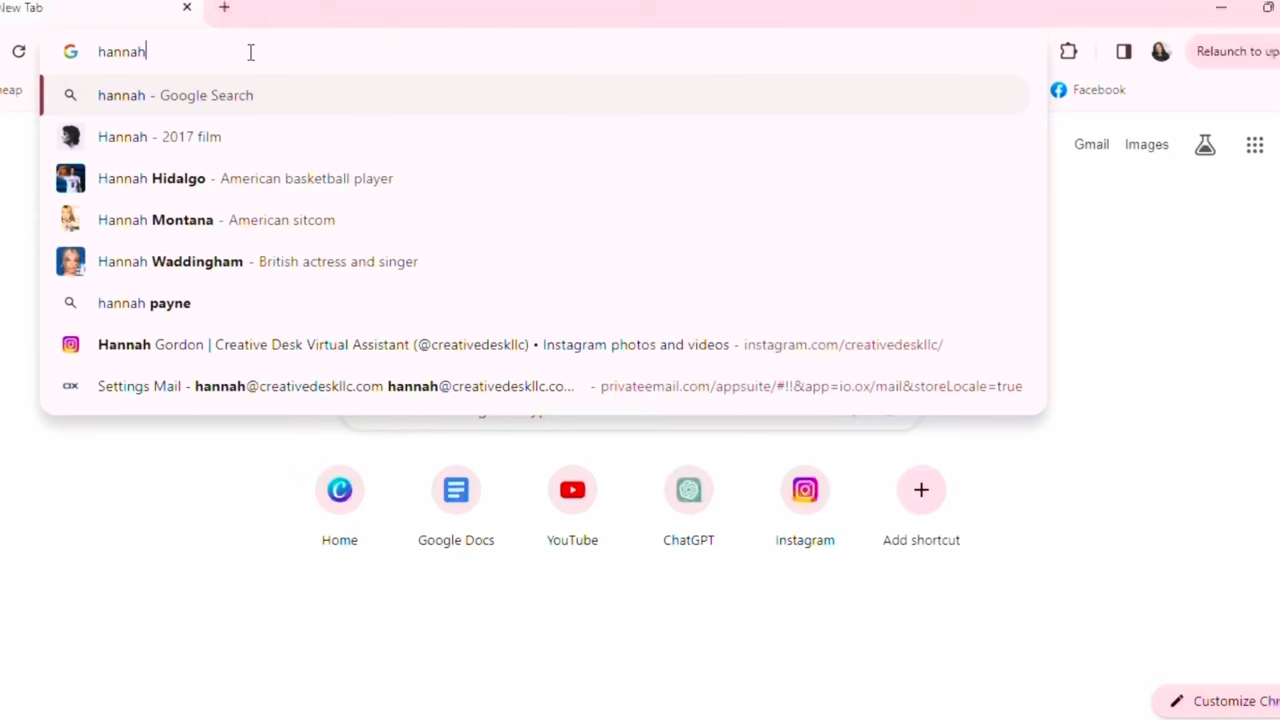 New Tab
hannah
Relaunch to up
eap
Facebook
hannah - Google Search
Hannah - 2017 film
Gmail Images
Hannah Hidalgo - American basketball player
Hannah Montana - American sitcom
Hannah Waddingham - British actress and singer
hannah payne
Hannah Gordon | Creative Desk Virtual Assistant (@creativedeskllc) • Instagram photos and videos - instagram.com/creativedeskllc/
Settings Mail - hannah@creativedeskllc.com hannah@creativedeskllc.co... - privateemail.com/appsuite/#!!&app=io.ox/mail&storeLocale=true
Home Google Docs YouTube ChatGPT Instagram Add shortcut
Customize Chr